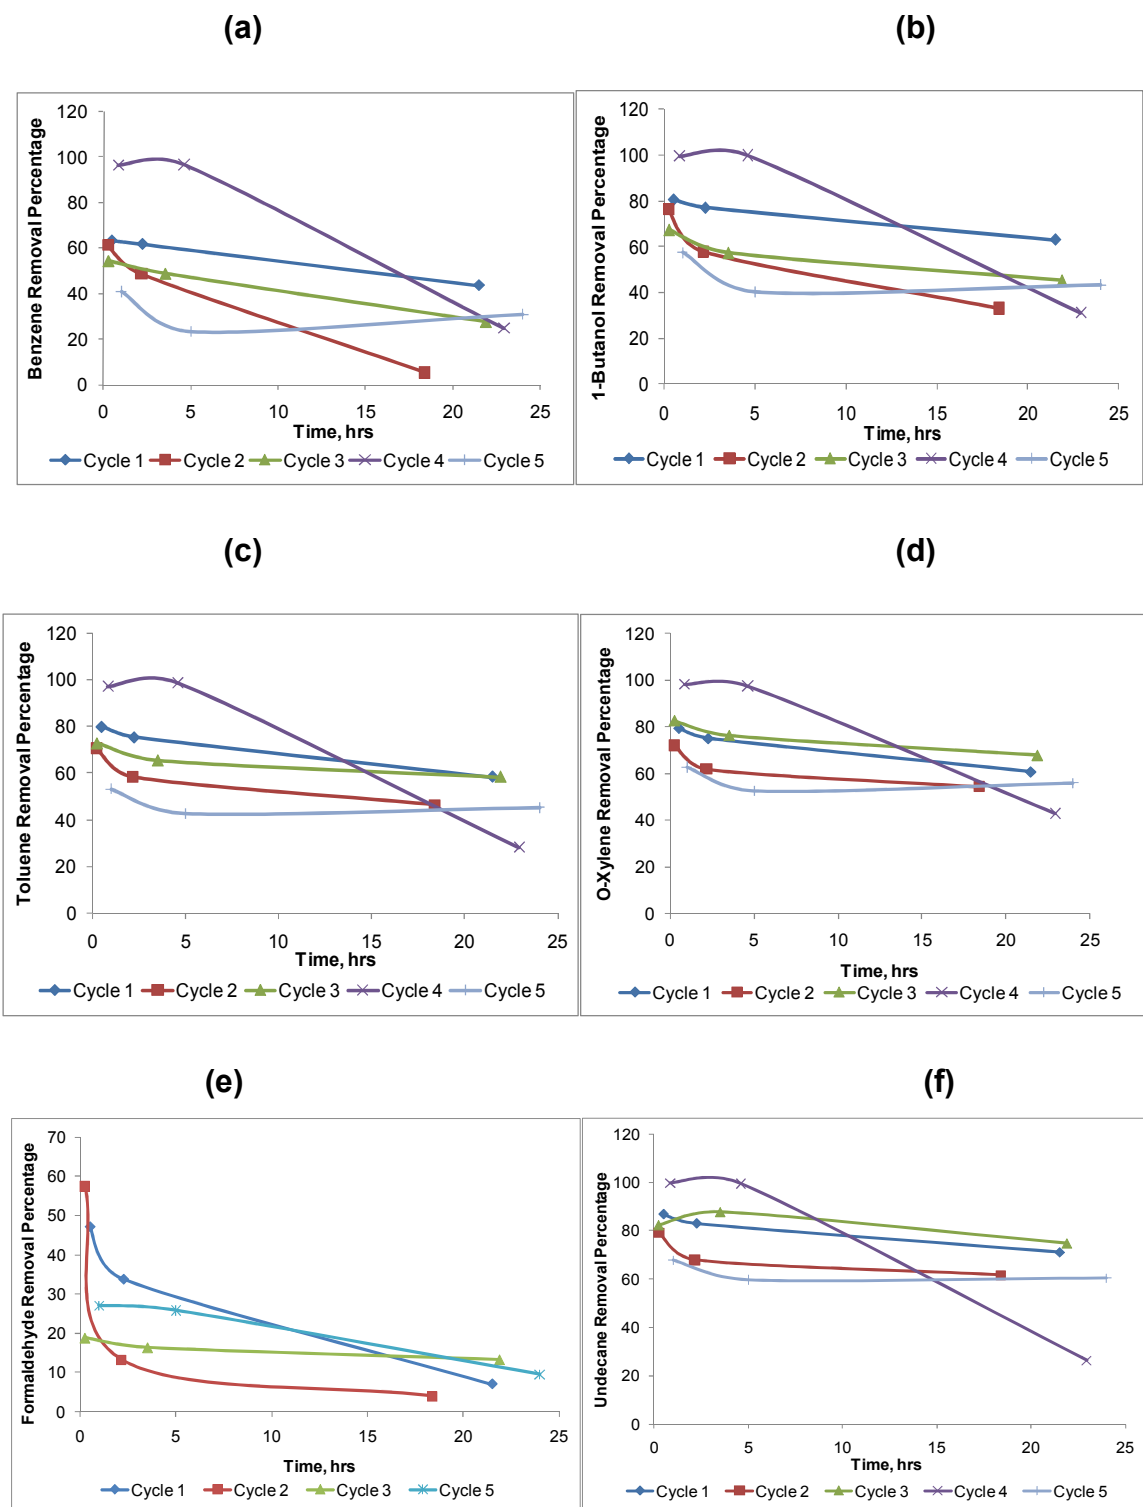 (a)
Benzene Removal Percentage
120
100
80
60
40
20
0
0 5 10 15 20 25
Time, hrs
Cycle 1 Cycle 2 Cycle 3 Cycle 4 Cycle 5
(b)
1-Butanol Removal Percentage
120
100
80
60
40
20
0
0 5 10 15 20 25
Time, hrs
Cycle 1 Cycle 2 Cycle 3 Cycle 4 Cycle 5
(c)
Toluene Removal Percentage
120
100
80
60
40
20
0
0 5 10 15 20 25
Time, hrs
Cycle 1 Cycle 2 Cycle 3 Cycle 4 Cycle 5
(d)
O-Xylene Removal Percentage
120
100
80
60
40
20
0
0 5 10 15 20 25
Time, hrs
Cycle 1 Cycle 2 Cycle 3 Cycle 4 Cycle 5
(e)
Formaldehyde Removal Percentage
70
60
50
40
30
20
10
0
0 5 10 15 20 25
Time, hrs
Cycle 1 Cycle 2 Cycle 3 Cycle 5
(f)
Undecane Removal Percentage
120
100
80
60
40
20
0
0 5 10 15 20 25
Time, hrs
Cycle 1 Cycle 2 Cycle 3 Cycle 4 Cycle 5